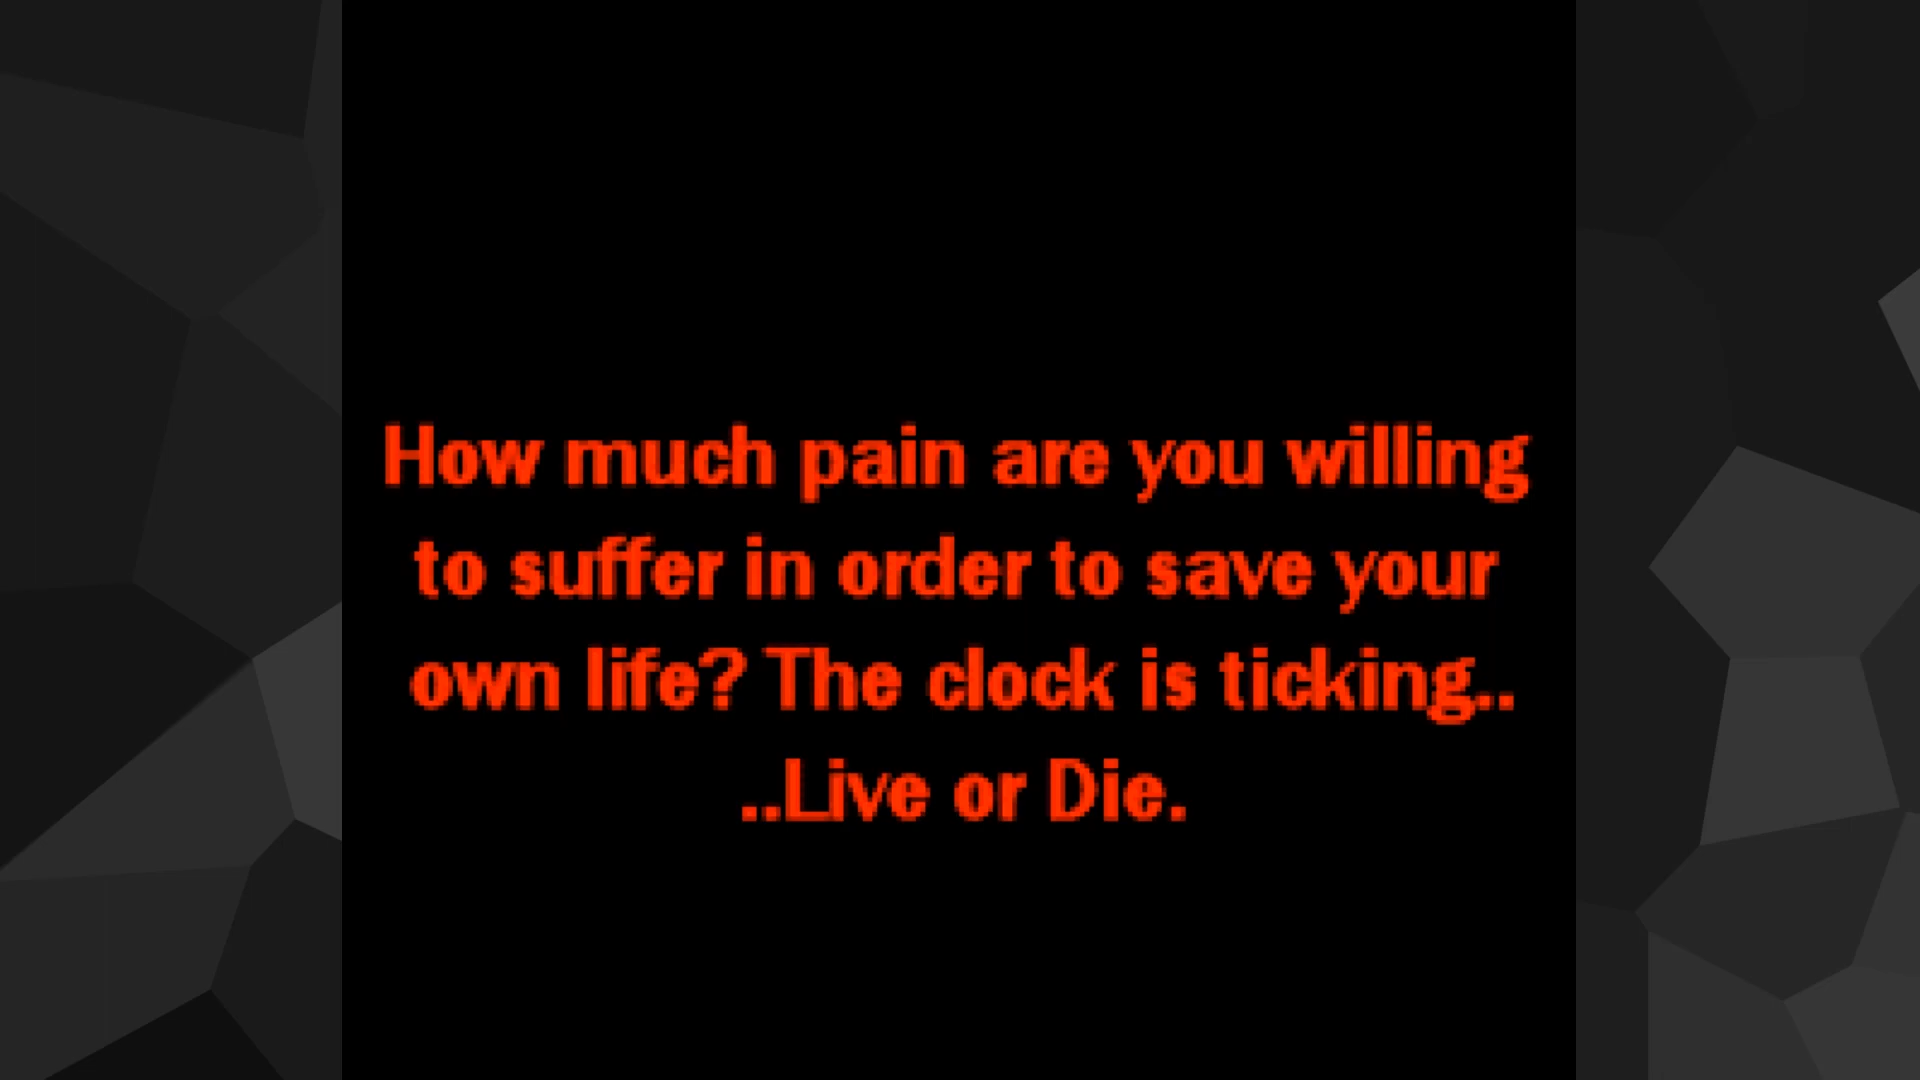 How much pain are you willing
to suffer in order to save your
own life? The clock is ticking..
..Live or Die.